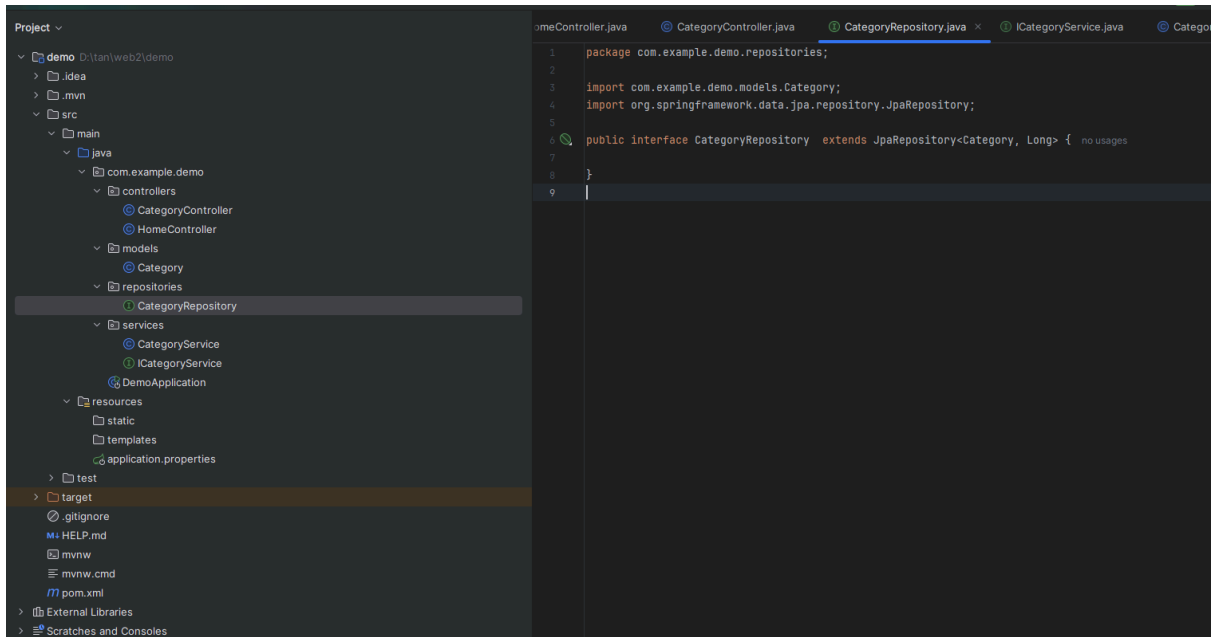 Project
omeController.java CategoryController.java CategoryRepository.java × ICategoryService.java Catego
demo D:\tan\web2\demo
.idea
.mvn
src
main
java
com.example.demo
controllers
CategoryController
HomeController
models
Category
repositories
CategoryRepository
services
CategoryService
ICategoryService
DemoApplication
resources
static
templates
application.properties
test
target
.gitignore
M↓ HELP.md
mvnw
mvnw.cmd
m pom.xml
External Libraries
Scratches and Consoles
1 package com.example.demo.repositories;
2
3 import com.example.demo.models.Category;
4 import org.springframework.data.jpa.repository.JpaRepository;
5
6 public interface CategoryRepository extends JpaRepository<Category, Long> { no usages
7
8 }
9